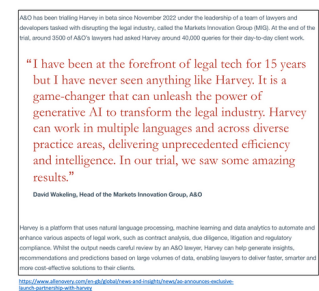 A&O has been trialling Harvey in beta since November 2022 under the leadership of a team of lawyers and
developers tasked with disrupting the legal industry, called the Markets Innovation Group (MIG). At the end of the
trial, around 3500 of A&O's lawyers had asked Harvey around 40,000 queries for their day-to-day client work.
"I have been at the forefront of legal tech for 15 years
but I have never seen anything like Harvey. It is a
game-changer that can unleash the power of
generative AI to transform the legal industry. Harvey
can work in multiple languages and across diverse
practice areas, delivering unprecedented efficiency
and intelligence. In our trial, we saw some amazing
results."
David Wakeling, Head of the Markets Innovation Group, A&O
Harvey is a platform that uses natural language processing, machine learning and data analytics to automate and
enhance various aspects of legal work, such as contract analysis, due diligence, litigation and regulatory
compliance. Whilst the output needs careful review by an A&O lawyer, Harvey can help generate insights,
recommendations and predictions based on large volumes of data, enabling lawyers to deliver faster, smarter and
more cost-effective solutions to their clients.
https://www.allenovery.com/en-gb/global/news-and-insights/news/ao-announces-exclusive-
launch-partnership-with-harvey